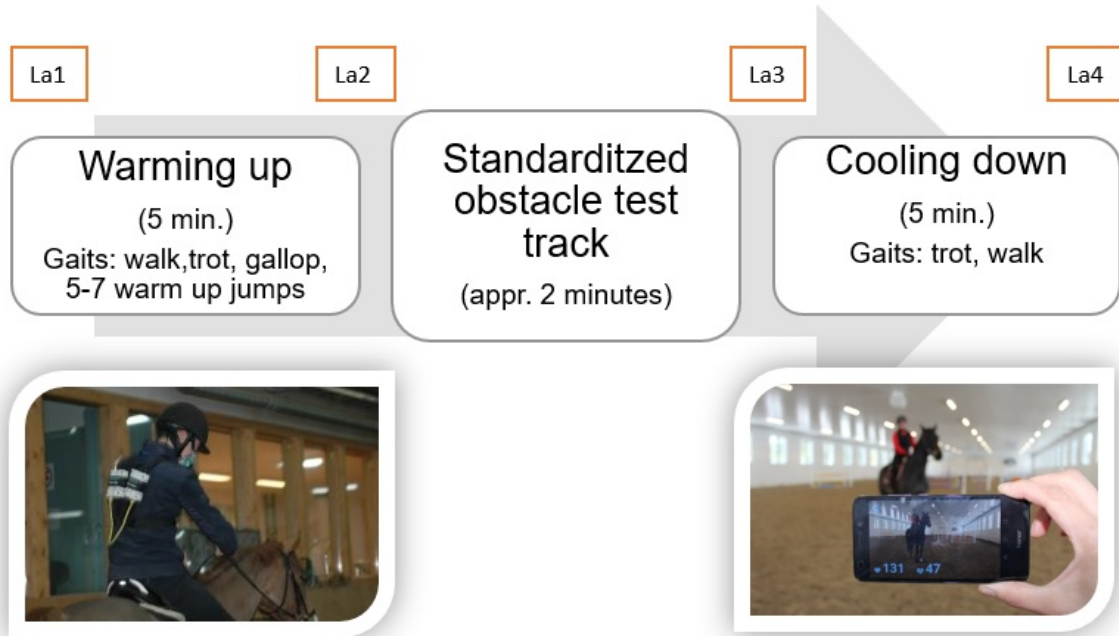 La1
La2
La3
La4
Warming up
(5 min.)
Gaits: walk,trot, gallop,
5-7 warm up jumps
Standarditzed
obstacle test
track
(appr. 2 minutes)
Cooling down
(5 min.)
Gaits: trot, walk
131 47